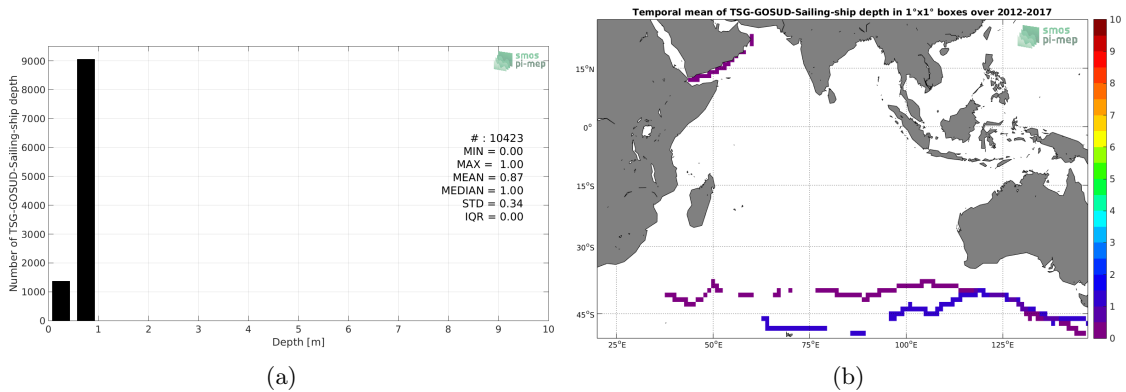 smos
pi-mep
9000
8000
7000
6000
5000
4000
3000
2000
1000
0
Number of TSG-GOSUD-Sailing-ship depth
# : 10423
MIN = 0.00
MAX = 1.00
MEAN = 0.87
MEDIAN = 1.00
STD = 0.34
IQR = 0.00
0 1 2 3 4 5 6 7 8 9 10
Depth [m]
(a)
Temporal mean of TSG-GOSUD-Sailing-ship depth in 1°x1° boxes over 2012-2017
smos
pi-mep
15°N
0°
15°S
30°S
45°S
25°E 50°E 75°E 100°E 125°E
10
9
8
7
6
5
4
3
2
1
0
(b)